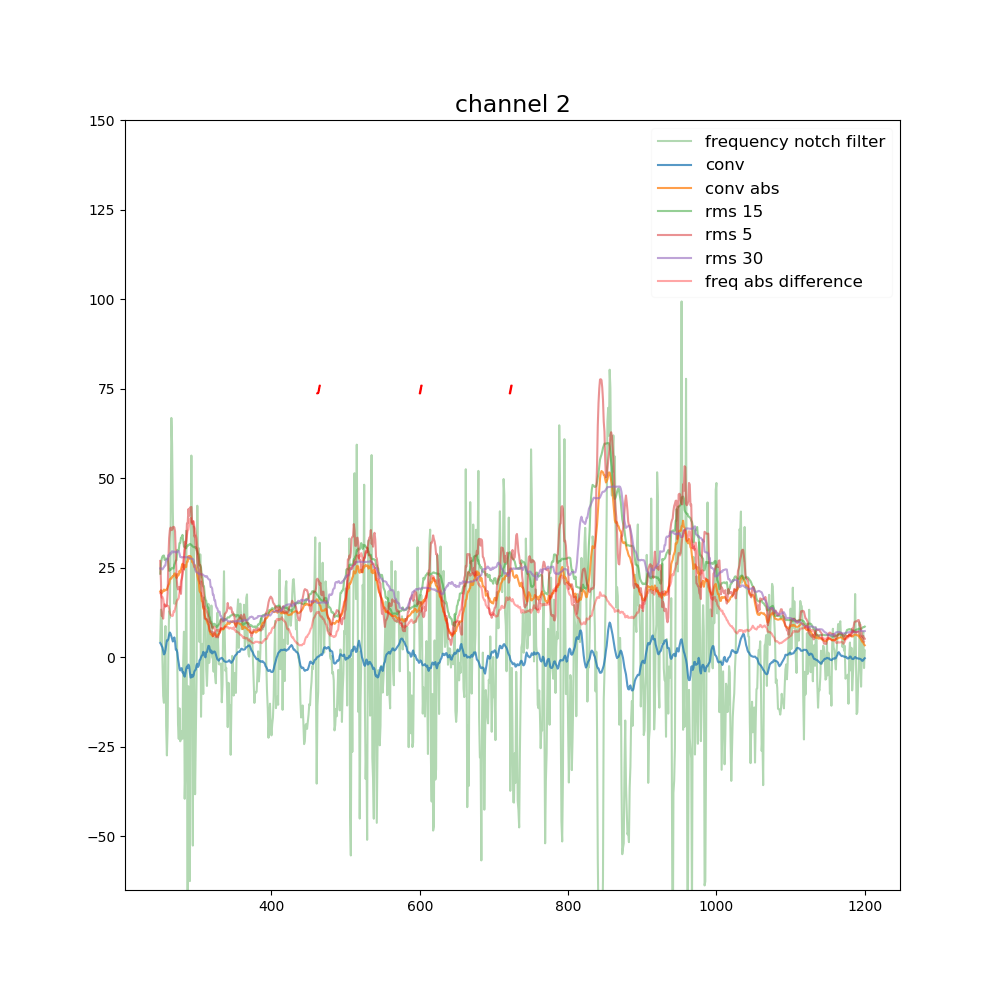 channel 2
150
125
100
75
50
25
0
−25
−50
400
600
800
1000
1200
frequency notch filter
conv
conv abs
rms 15
rms 5
rms 30
freq abs difference